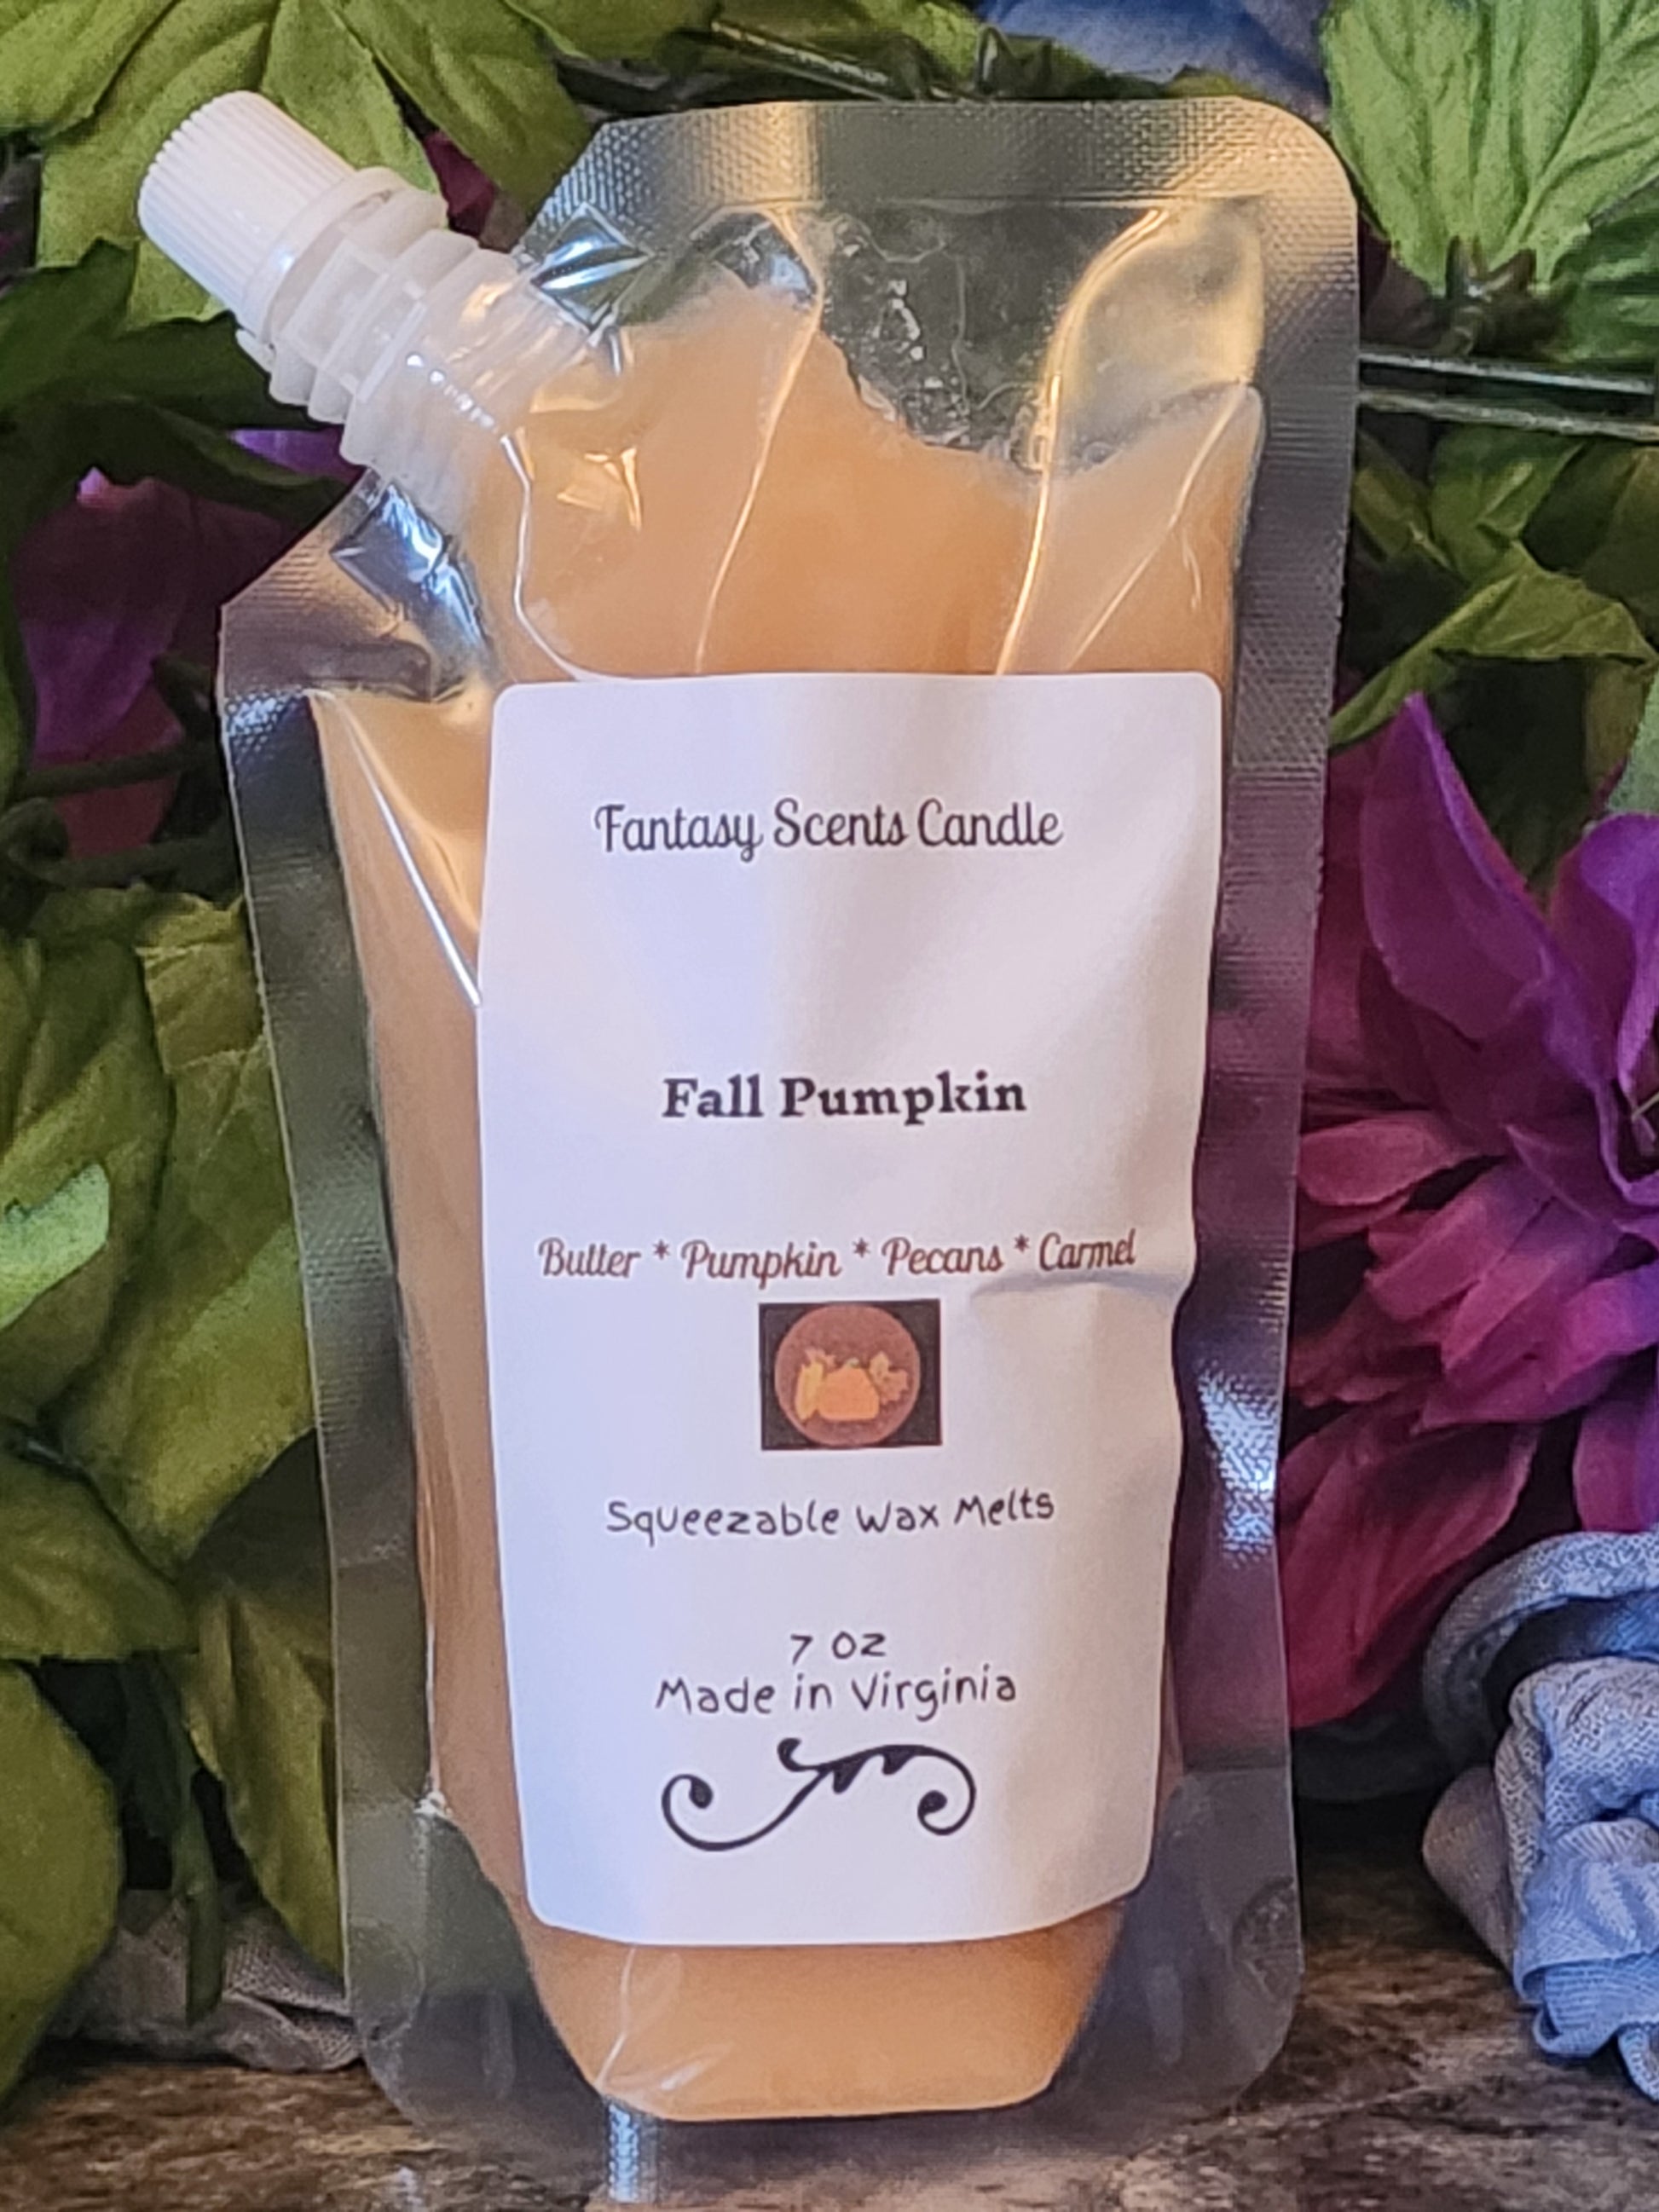 Fantasy Scents Candle
Fall Pumpkin
Butter * Pumpkin * Pecans * Carmel
Squeezable Wax Melts
7 oz
Made in Virginia